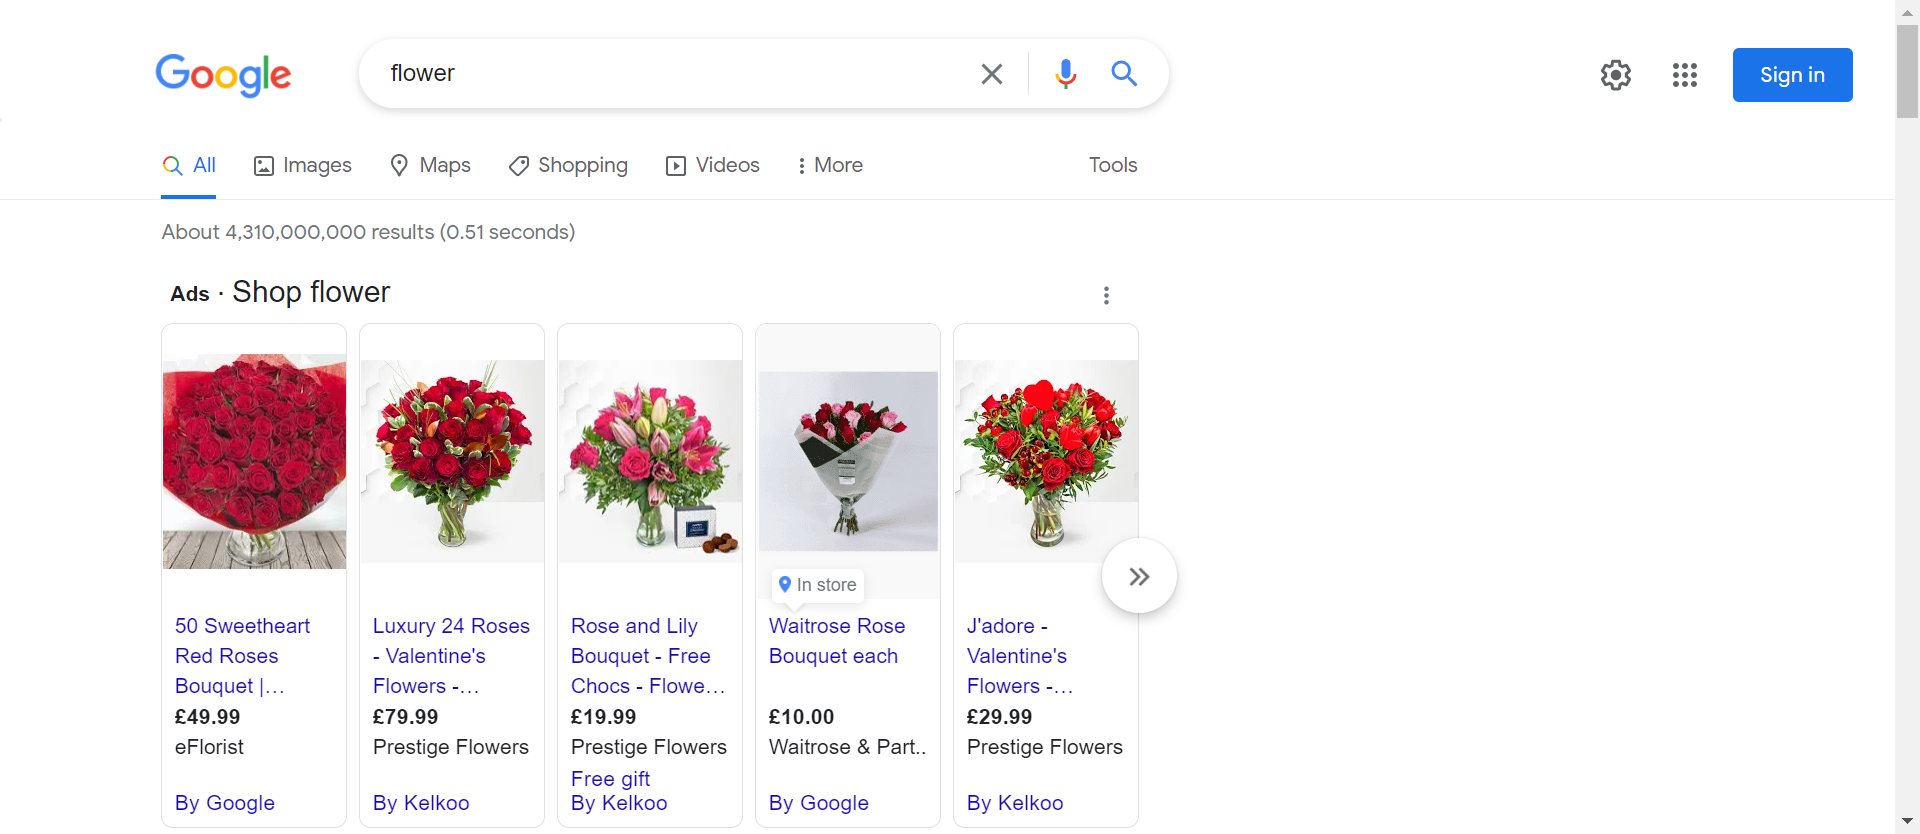 Google
flower
Sign in
All
Images
Maps
Shopping
Videos
More
Tools
About 4,310,000,000 results (0.51 seconds)
Ads · Shop flower
50 Sweetheart
Red Roses
Bouquet |...
£49.99
eFlorist
By Google
Luxury 24 Roses
- Valentine's
Flowers -...
£79.99
Prestige Flowers
By Kelkoo
Rose and Lily
Bouquet - Free
Chocs - Flowe...
£19.99
Prestige Flowers
Free gift
By Kelkoo
In store
Waitrose Rose
Bouquet each
£10.00
Waitrose & Part..
By Google
J'adore -
Valentine's
Flowers -...
£29.99
Prestige Flowers
By Kelkoo